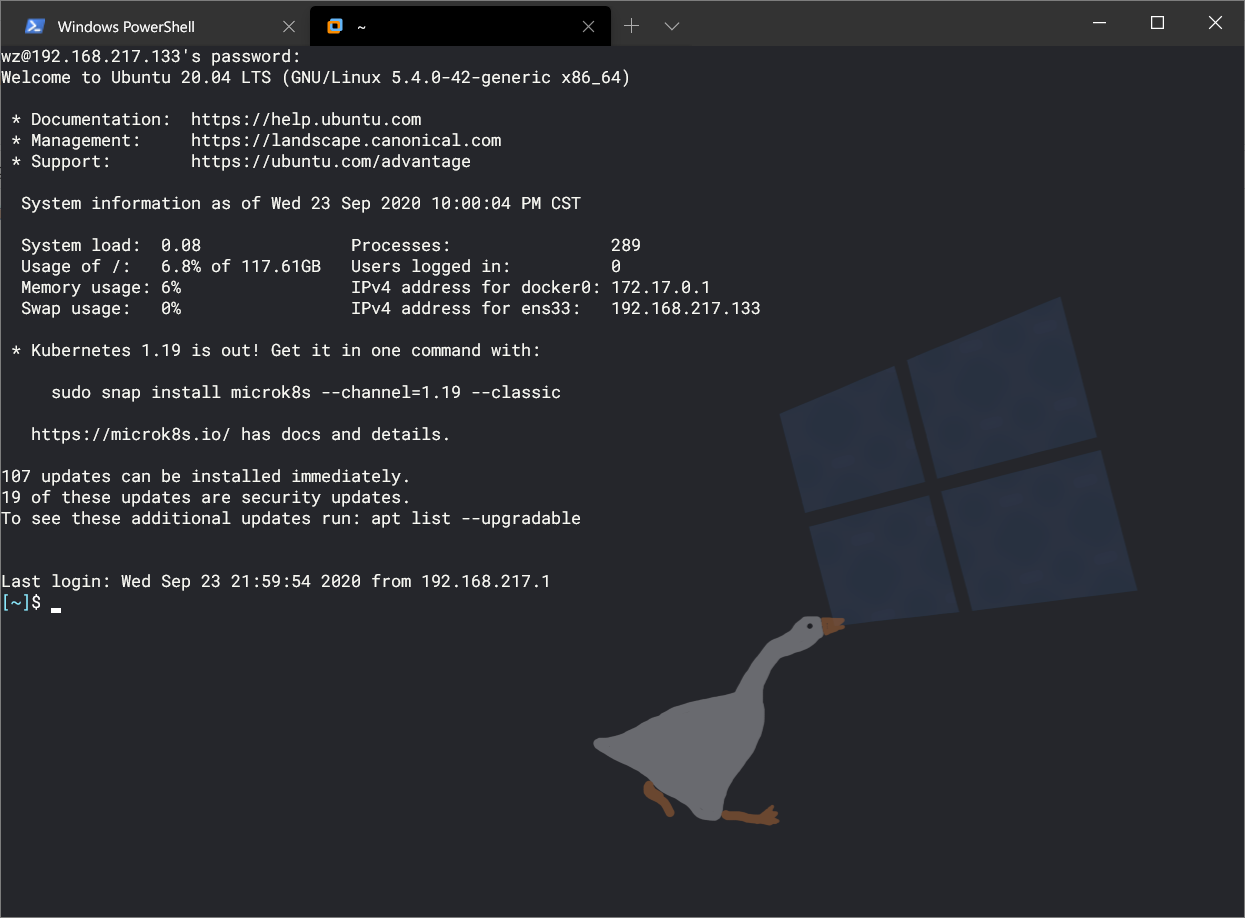 Windows PowerShell
~
wz@192.168.217.133's password:
Welcome to Ubuntu 20.04 LTS (GNU/Linux 5.4.0-42-generic x86_64)
* Documentation:  https://help.ubuntu.com
* Management:     https://landscape.canonical.com
* Support:        https://ubuntu.com/advantage
System information as of Wed 23 Sep 2020 10:00:04 PM CST
System load:  0.08               Processes:                289
Usage of /:   6.8% of 117.61GB   Users logged in:          0
Memory usage: 6%                 IPv4 address for docker0: 172.17.0.1
Swap usage:   0%                 IPv4 address for ens33:   192.168.217.133
* Kubernetes 1.19 is out! Get it in one command with:
sudo snap install microk8s --channel=1.19 --classic
https://microk8s.io/ has docs and details.
107 updates can be installed immediately.
19 of these updates are security updates.
To see these additional updates run: apt list --upgradable
Last login: Wed Sep 23 21:59:54 2020 from 192.168.217.1
[~]$